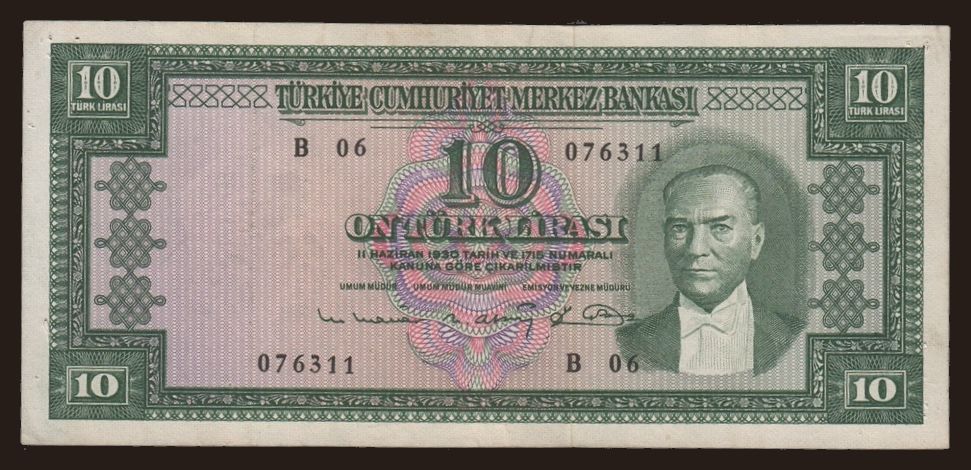 10 10
TÜRK LİRASI TÜRK LİRASI
TÜRKİYE CUMHURİYET MERKEZ BANKASI
B 06 076311
10
ON TÜRK LİRASI
11 HAZİRAN 1930 TARİH VE 1715 NUMARALI
KANUNA GÖRE ÇIKARILMIŞTIR
UMUM MÜDÜR UMUM MÜDÜR MUAVİNİ EMİSYON VE VEZNE MÜDÜRÜ
076311 B 06
10 10